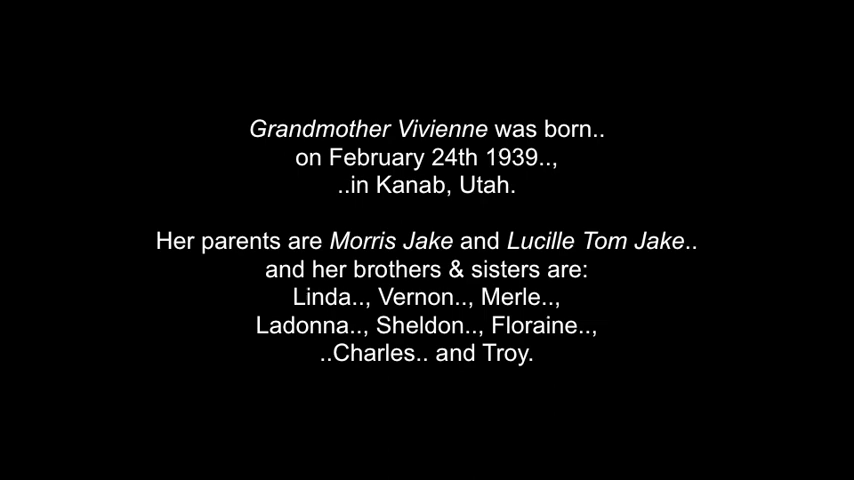 Grandmother Vivienne was born..
on February 24th 1939..,
..in Kanab, Utah.
Her parents are Morris Jake and Lucille Tom Jake..
and her brothers & sisters are:
Linda.., Vernon.., Merle..,
Ladonna.., Sheldon.., Floraine..,
..Charles.. and Troy.